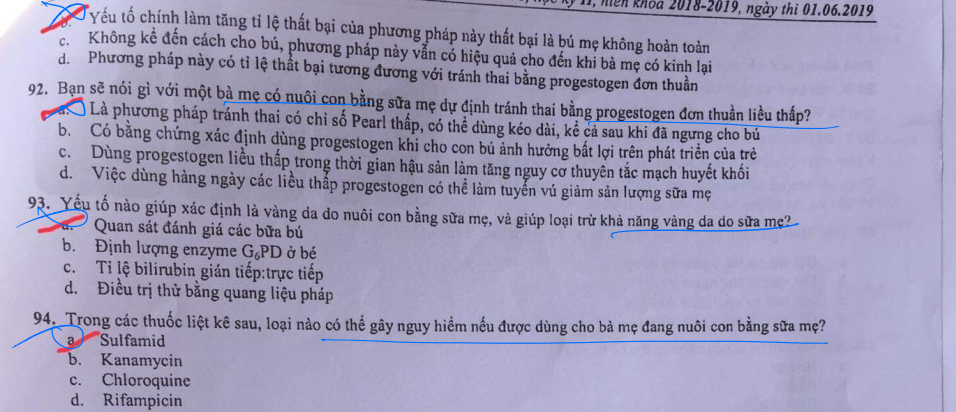 học kỳ II, niên khóa 2018-2019, ngày thi 01.06.2019
Yếu tố chính làm tăng tỉ lệ thất bại của phương pháp này thất bại là bú mẹ không hoàn toàn
c. Không kể đến cách cho bú, phương pháp này vẫn có hiệu quả cho đến khi bà mẹ có kinh lại
d. Phương pháp này có tỉ lệ thất bại tương đương với tránh thai bằng progestogen đơn thuần
92. Bạn sẽ nói gì với một bà mẹ có nuôi con bằng sữa mẹ dự định tránh thai bằng progestogen đơn thuần liều thấp?
a. Là phương pháp tránh thai có chỉ số Pearl thấp, có thể dùng kéo dài, kể cả sau khi đã ngưng cho bú
b. Có bằng chứng xác định dùng progestogen khi cho con bú ảnh hưởng bất lợi trên phát triển của trẻ
c. Dùng progestogen liều thấp trong thời gian hậu sản làm tăng nguy cơ thuyên tắc mạch huyết khối
d. Việc dùng hàng ngày các liều thấp progestogen có thể làm tuyến vú giảm sản lượng sữa mẹ
93. Yếu tố nào giúp xác định là vàng da do nuôi con bằng sữa mẹ, và giúp loại trừ khả năng vàng da do sữa mẹ?
a. Quan sát đánh giá các bữa bú
b. Định lượng enzyme G₆PD ở bé
c. Tỉ lệ bilirubin gián tiếp:trực tiếp
d. Điều trị thử bằng quang liệu pháp
94. Trong các thuốc liệt kê sau, loại nào có thể gây nguy hiểm nếu được dùng cho bà mẹ đang nuôi con bằng sữa mẹ?
a. Sulfamid
b. Kanamycin
c. Chloroquine
d. Rifampicin